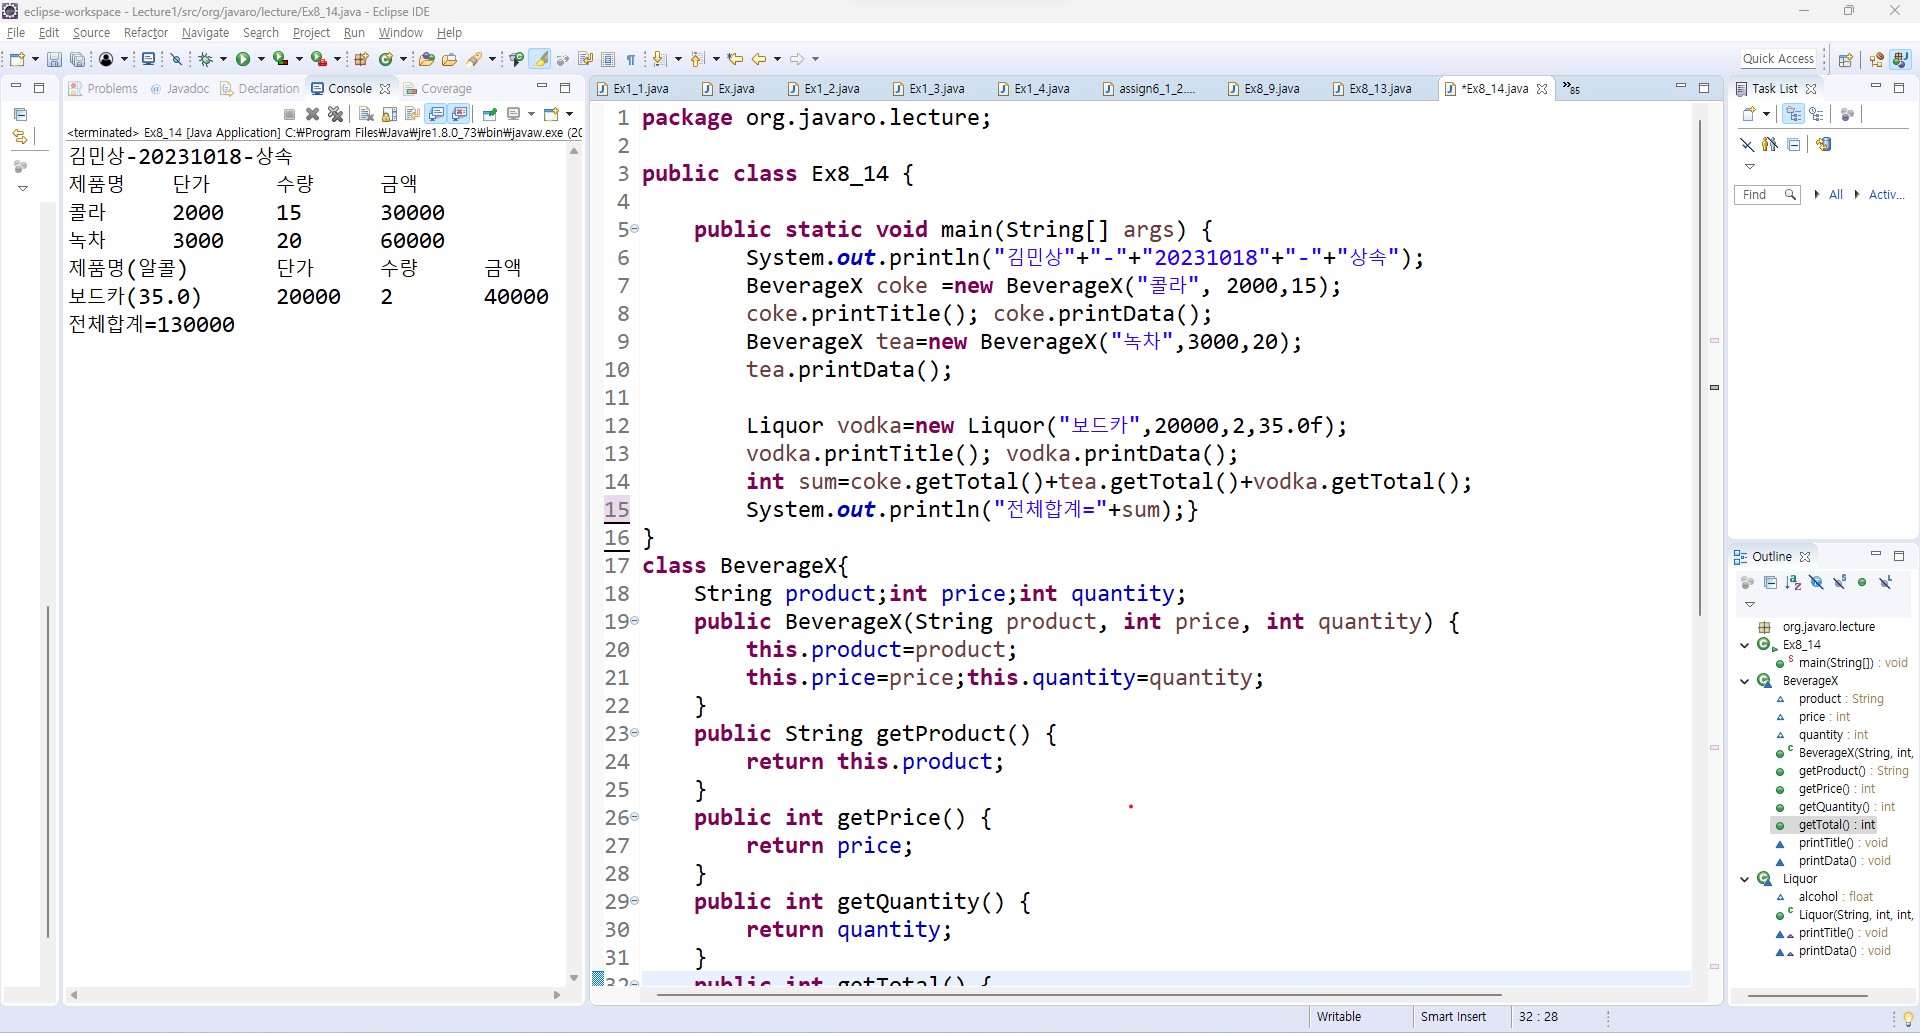 eclipse-workspace - Lecture1/src/org/javaro/lecture/Ex8_14.java - Eclipse IDE
File Edit Source Refactor Navigate Search Project Run Window Help
Quick Access
Problems @ Javadoc Declaration Console Coverage
<terminated> Ex8_14 [Java Application] C:₩Program Files₩Java₩jre1.8.0_73₩bin₩javaw.exe (20
김민상-20231018-상속
제품명 단가 수량 금액
콜라 2000 15 30000
녹차 3000 20 60000
제품명(알콜) 단가 수량 금액
보드카(35.0) 20000 2 40000
전체합계=130000
Ex1_1.java Ex.java Ex1_2.java Ex1_3.java Ex1_4.java assign6_1_2.... Ex8_9.java Ex8_13.java *Ex8_14.java »85
1 package org.javaro.lecture;
2
3 public class Ex8_14 {
4
5 public static void main(String[] args) {
6 System.out.println("김민상"+"-"+"20231018"+"-"+"상속");
7 BeverageX coke =new BeverageX("콜라", 2000,15);
8 coke.printTitle(); coke.printData();
9 BeverageX tea=new BeverageX("녹차",3000,20);
10 tea.printData();
11
12 Liquor vodka=new Liquor("보드카",20000,2,35.0f);
13 vodka.printTitle(); vodka.printData();
14 int sum=coke.getTotal()+tea.getTotal()+vodka.getTotal();
15 System.out.println("전체합계="+sum);}
16 }
17 class BeverageX{
18 String product;int price;int quantity;
19 public BeverageX(String product, int price, int quantity) {
20 this.product=product;
21 this.price=price;this.quantity=quantity;
22 }
23 public String getProduct() {
24 return this.product;
25 }
26 public int getPrice() {
27 return price;
28 }
29 public int getQuantity() {
30 return quantity;
31 }
32 public int getTotal() {
Task List
Find All Activ...
Outline
org.javaro.lecture
Ex8_14
main(String[]) : void
BeverageX
product : String
price : int
quantity : int
BeverageX(String, int,
getProduct() : String
getPrice() : int
getQuantity() : int
getTotal() : int
printTitle() : void
printData() : void
Liquor
alcohol : float
Liquor(String, int, int,
printTitle() : void
printData() : void
Writable Smart Insert 32 : 28